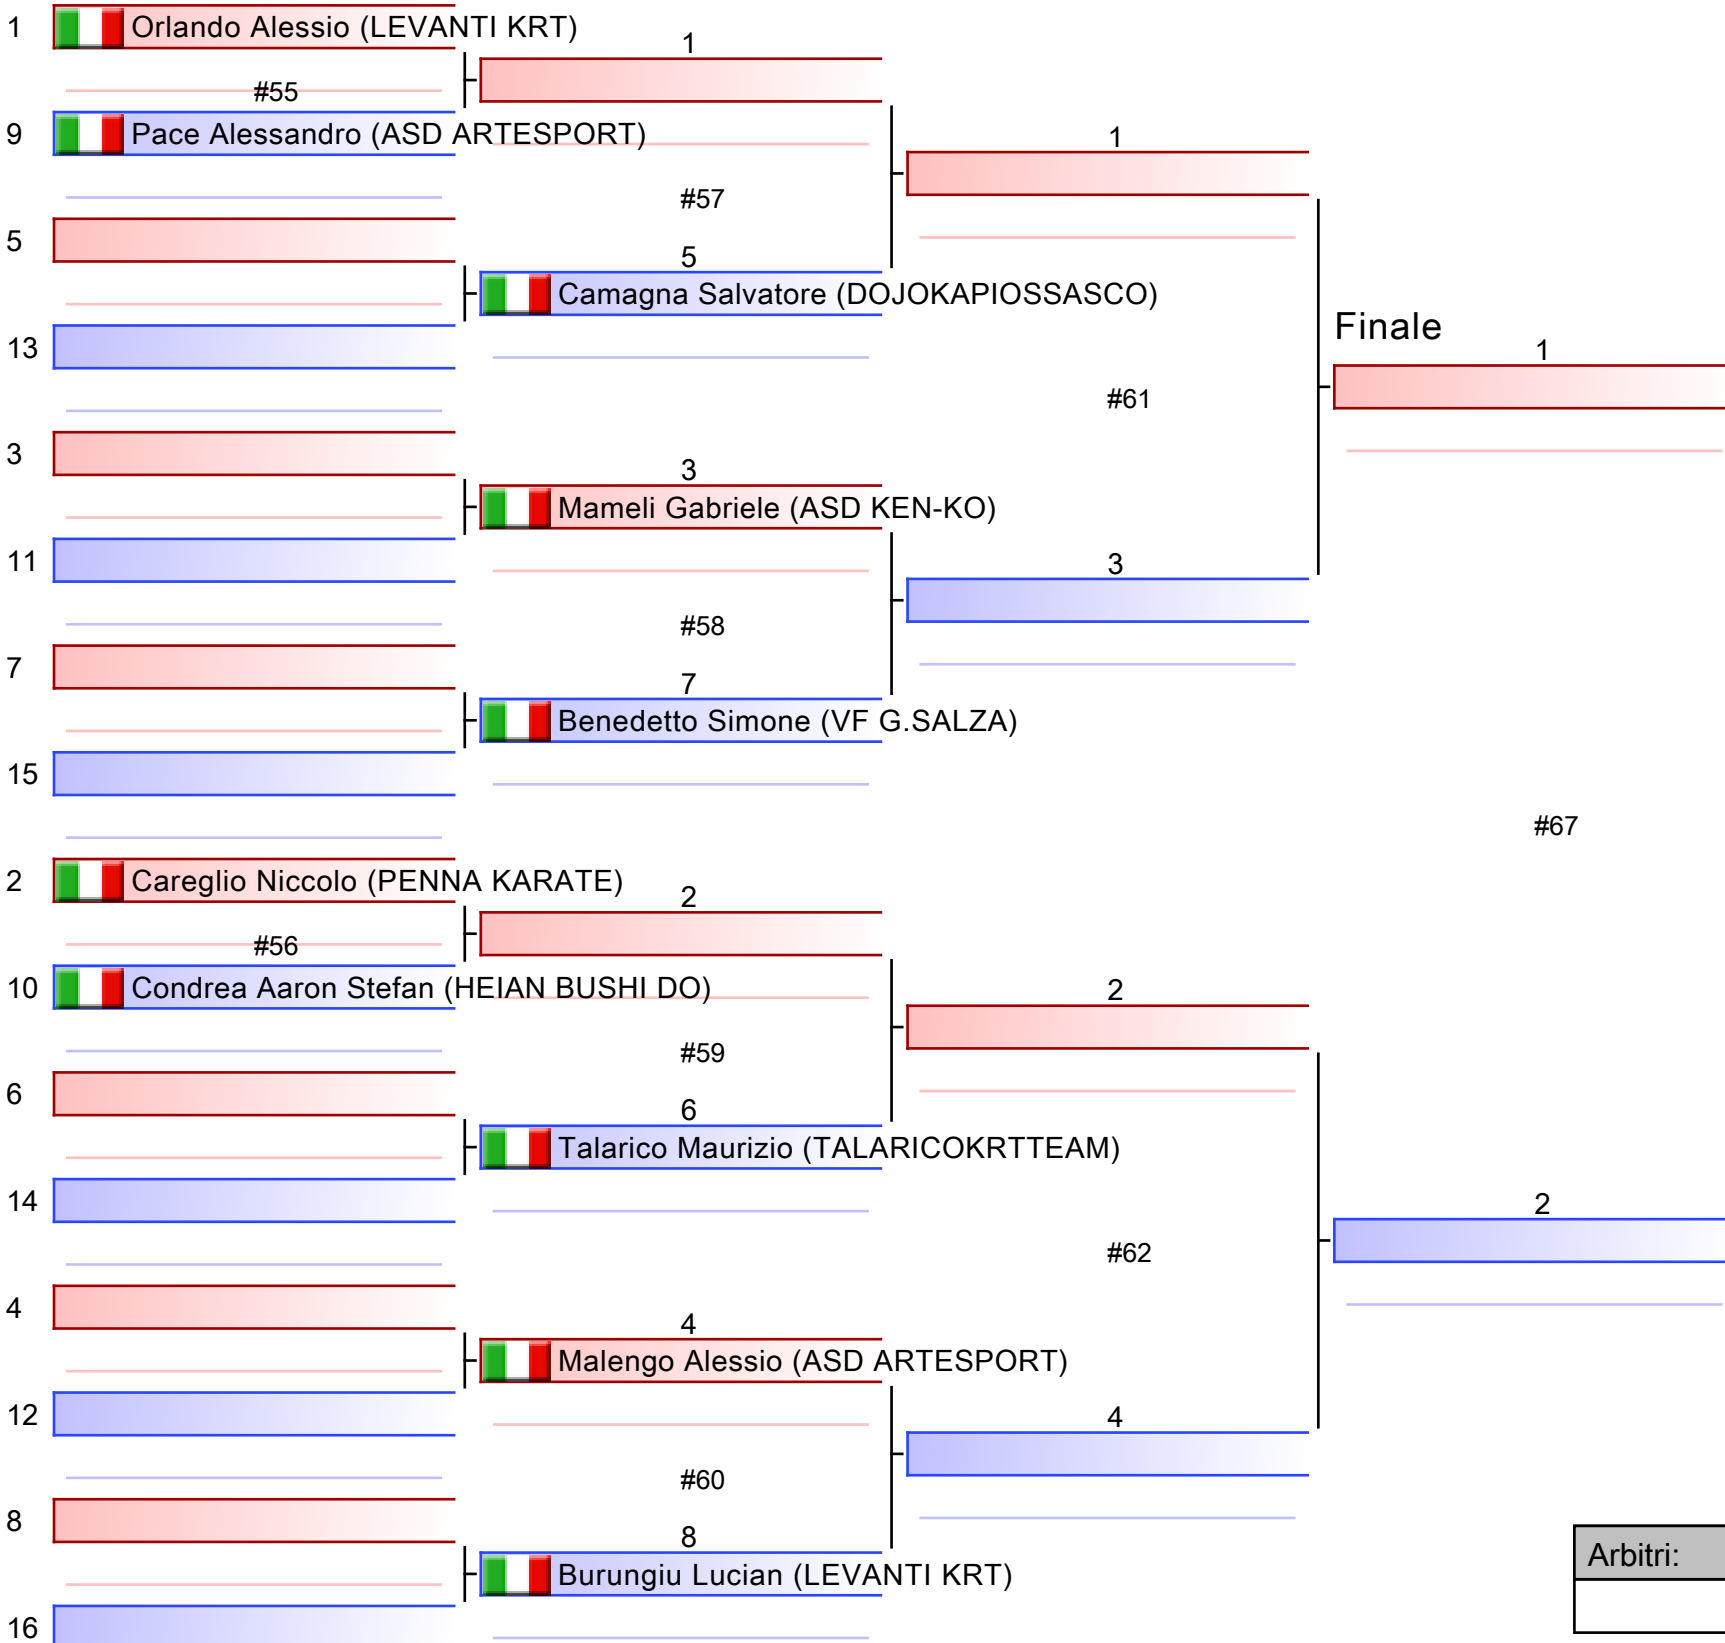 1 Orlando Alessio (LEVANTI KRT)
1
#55
9 Pace Alessandro (ASD ARTESPORT)
1
#57
5
5
Camagna Salvatore (DOJOKAPIOSSASCO)
13
Finale
1
#61
3
3
Mameli Gabriele (ASD KEN-KO)
11
3
#58
7
7
Benedetto Simone (VF G.SALZA)
15
#67
2 Careglio Niccolo (PENNA KARATE)
2
#56
10 Condrea Aaron Stefan (HEIAN BUSHI DO)
2
#59
6
6
Talarico Maurizio (TALARICOKRTTEAM)
14
2
#62
4
4
Malengo Alessio (ASD ARTESPORT)
12
4
#60
8
8
Burungiu Lucian (LEVANTI KRT)
Arbitri:
16